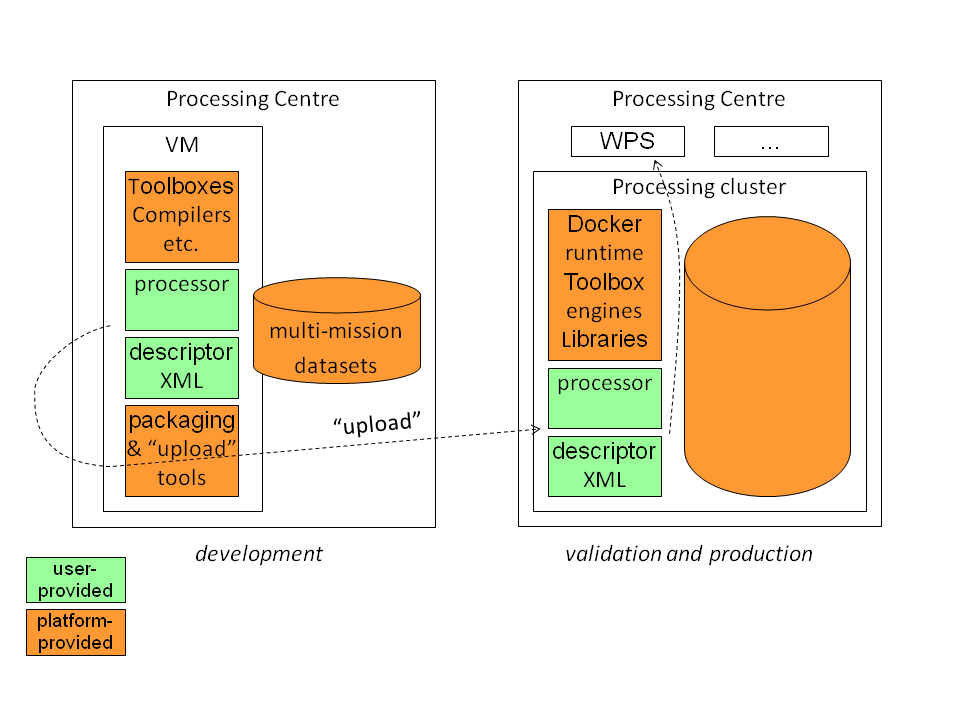 Processing Centre
VM
Toolboxes
Compilers
etc.
processor
descriptor
XML
packaging
& “upload”
tools
multi-mission
datasets
“upload”
development
Processing Centre
WPS
...
Processing cluster
Docker
runtime
Toolbox
engines
Libraries
processor
descriptor
XML
validation and production
user-
provided
platform-
provided